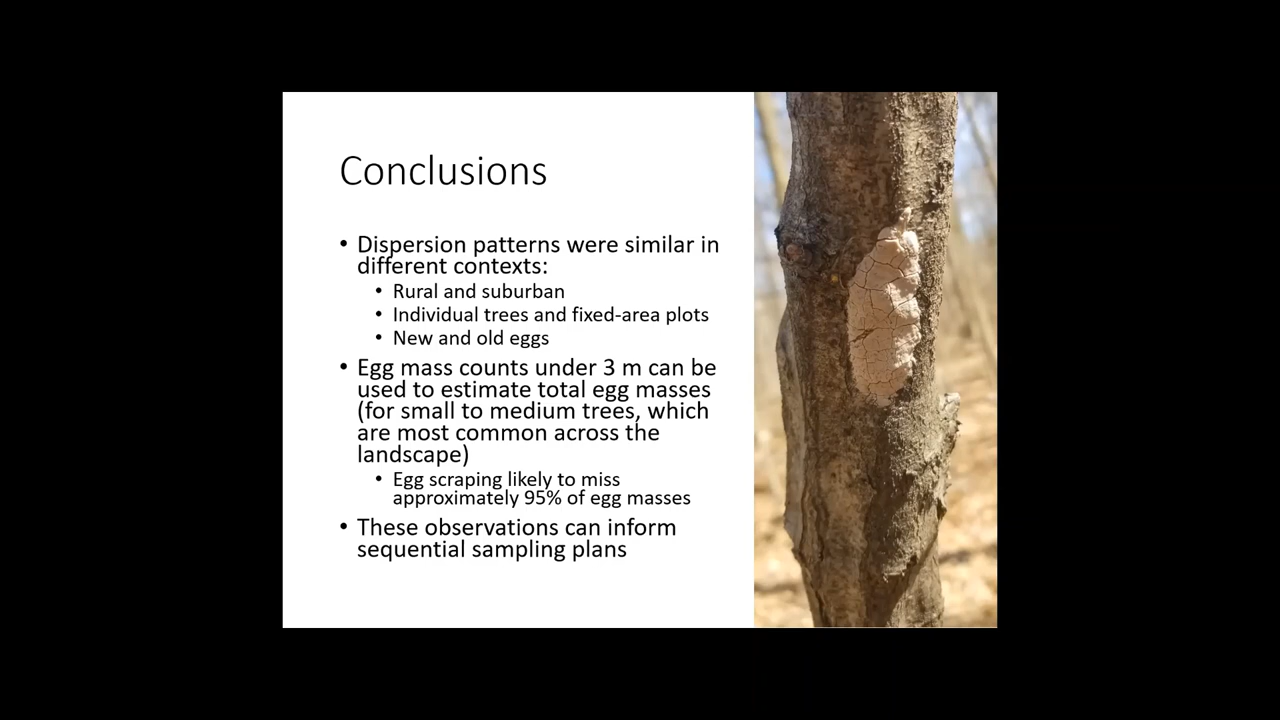 Conclusions
• Dispersion patterns were similar in
different contexts:
• Rural and suburban
• Individual trees and fixed-area plots
• New and old eggs
• Egg mass counts under 3 m can be
used to estimate total egg masses
(for small to medium trees, which
are most common across the
landscape)
• Egg scraping likely to miss
approximately 95% of egg masses
• These observations can inform
sequential sampling plans